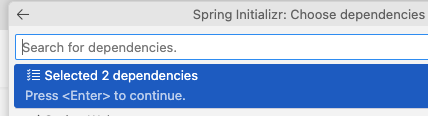 Spring Initializr: Choose dependencies
Search for dependencies.
Selected 2 dependencies
Press <Enter> to continue.